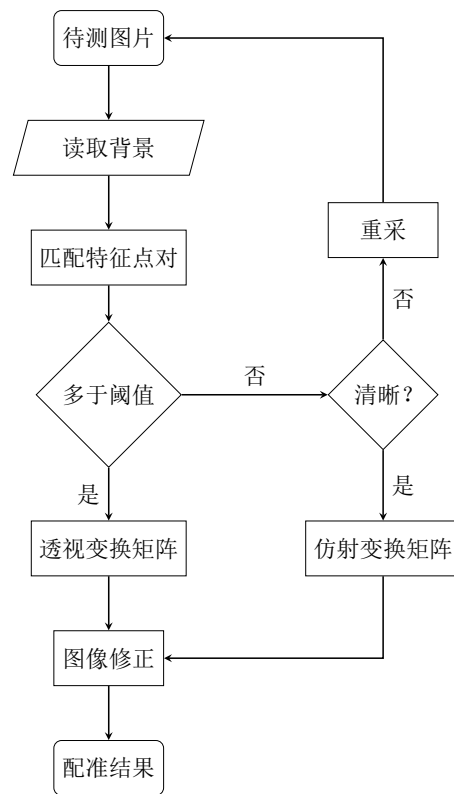 待测图片
读取背景
匹配特征点对
重采
否
多于阈值
否
清晰？
是
是
透视变换矩阵
仿射变换矩阵
图像修正
配准结果